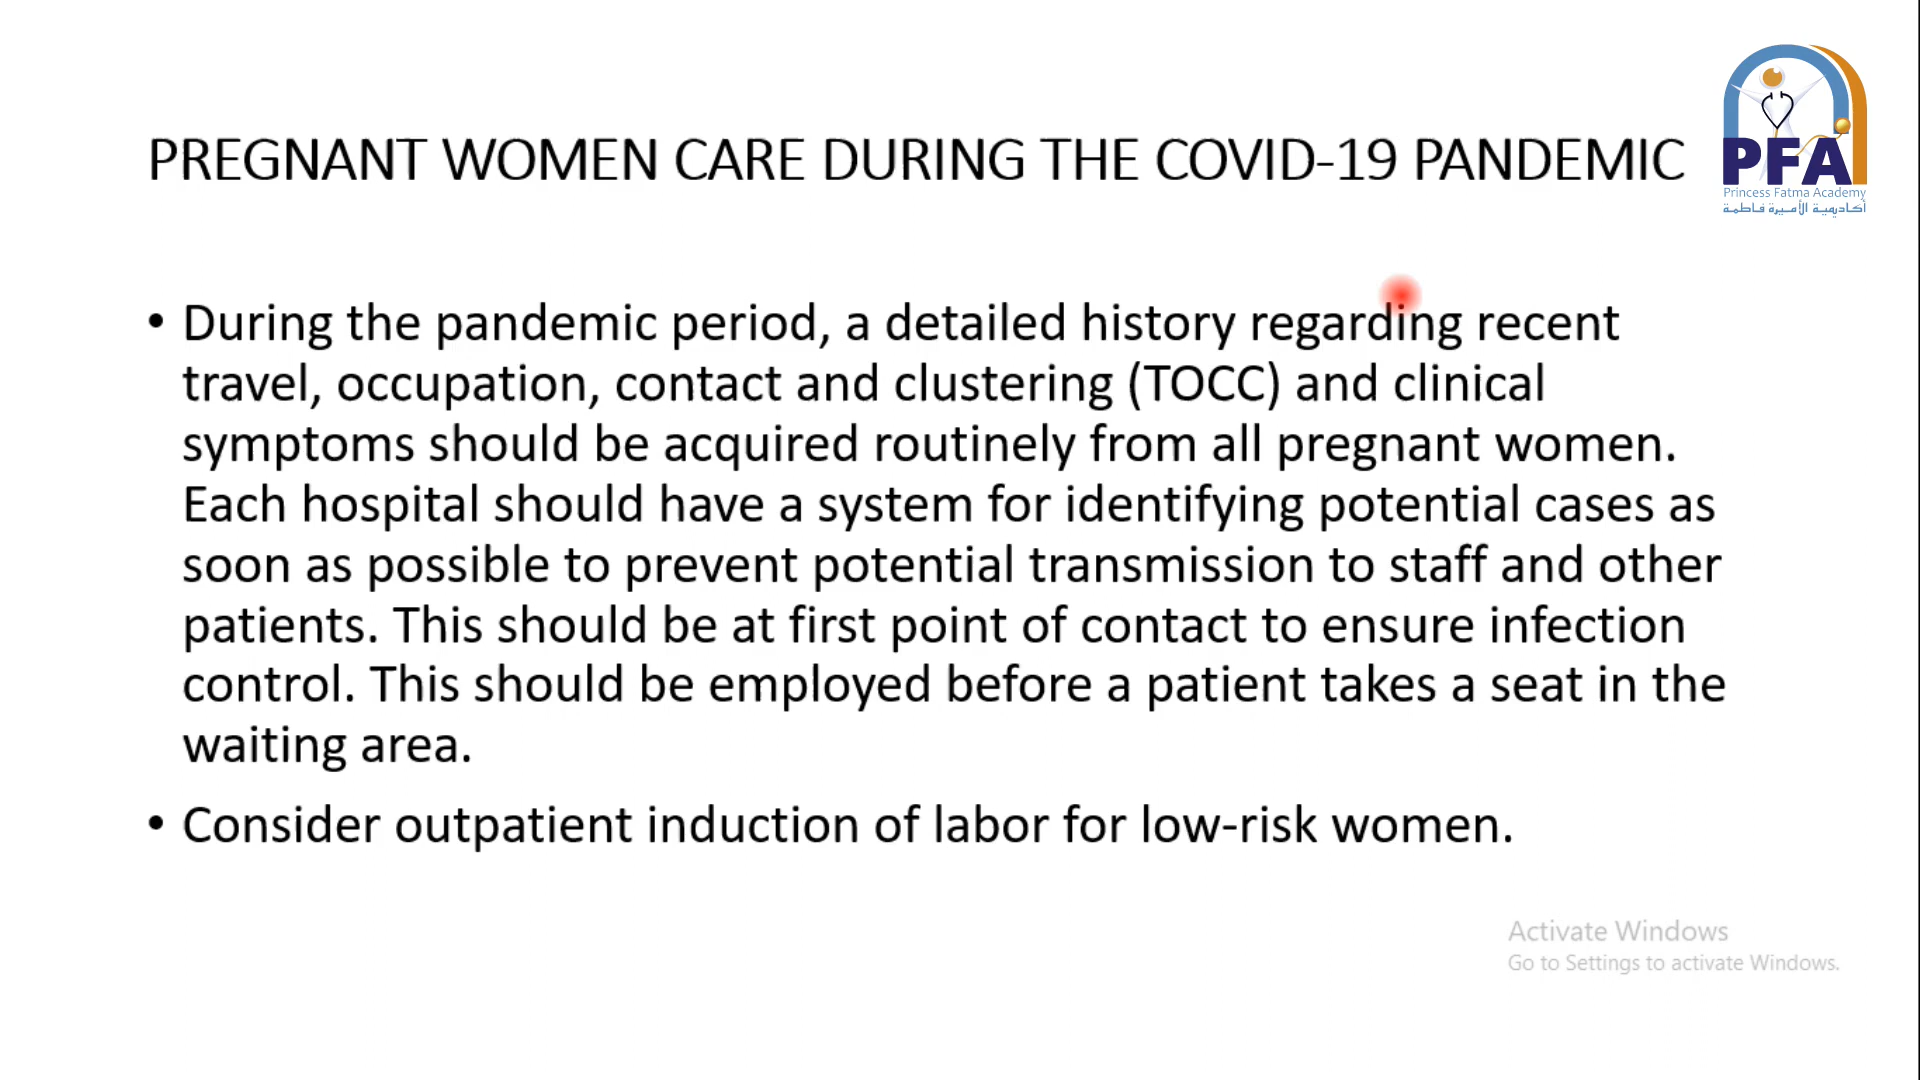 PREGNANT WOMEN CARE DURING THE COVID-19 PANDEMIC
PFA
Princess Fatma Academy
أكاديمية الأميرة فاطمة
• During the pandemic period, a detailed history regarding recent
travel, occupation, contact and clustering (TOCC) and clinical
symptoms should be acquired routinely from all pregnant women.
Each hospital should have a system for identifying potential cases as
soon as possible to prevent potential transmission to staff and other
patients. This should be at first point of contact to ensure infection
control. This should be employed before a patient takes a seat in the
waiting area.
• Consider outpatient induction of labor for low-risk women.
Activate Windows
Go to Settings to activate Windows.